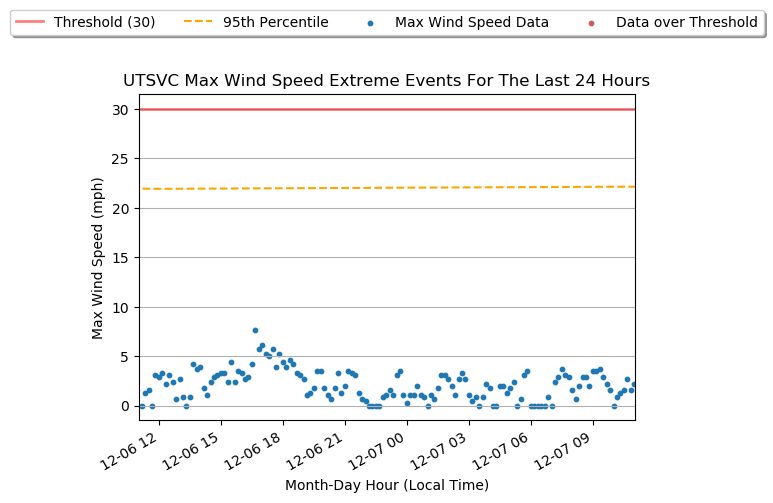 Threshold (30) 95th Percentile Max Wind Speed Data Data over Threshold
UTSVC Max Wind Speed Extreme Events For The Last 24 Hours
Max Wind Speed (mph)
30
25
20
15
10
5
0
12-06 12 12-06 15 12-06 18 12-06 21 12-07 00 12-07 03 12-07 06 12-07 09
Month-Day Hour (Local Time)